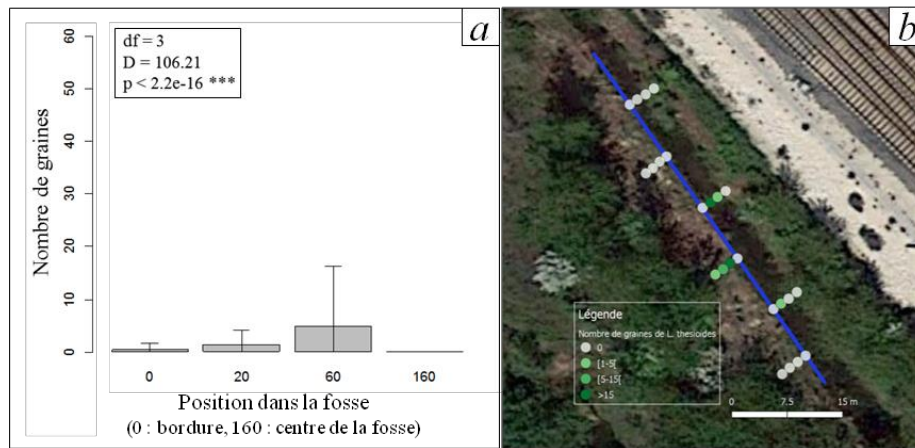 a
df = 3
D = 106.21
p < 2.2e-16 ***
Nombre de graines
60
50
40
30
20
10
0
0 20 60 160
Position dans la fosse
(0 : bordure, 160 : centre de la fosse)
b
Légende
Nombre de graines de L. thesioides
0
[1-5[
[5-15[
>15
0 7.5 15 m